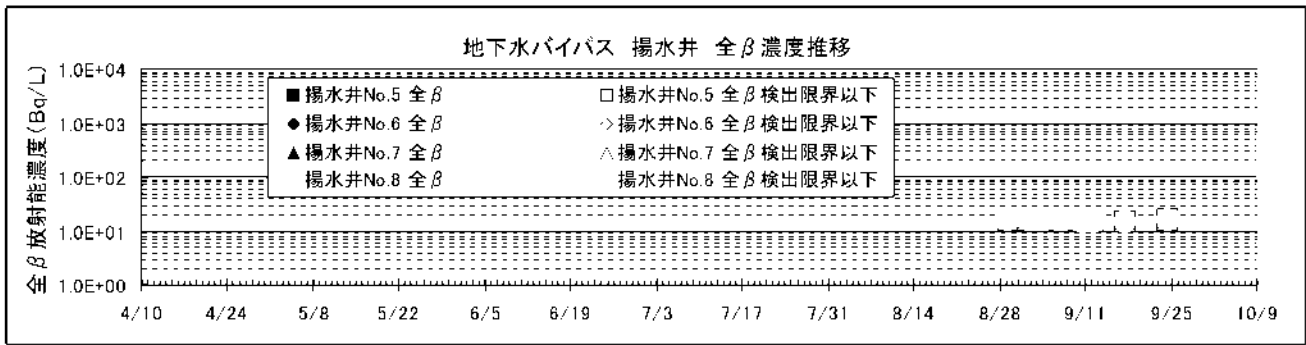 地下水バイパス 揚水井 全β濃度推移
全β放射能濃度(Bq/L)
1.0E+04
1.0E+03
1.0E+02
1.0E+01
1.0E+00
■揚水井No.5 全β □揚水井No.5 全β検出限界以下
●揚水井No.6 全β ◇揚水井No.6 全β検出限界以下
▲揚水井No.7 全β △揚水井No.7 全β検出限界以下
揚水井No.8 全β 揚水井No.8 全β検出限界以下
4/10 4/24 5/8 5/22 6/5 6/19 7/3 7/17 7/31 8/14 8/28 9/11 9/25 10/9